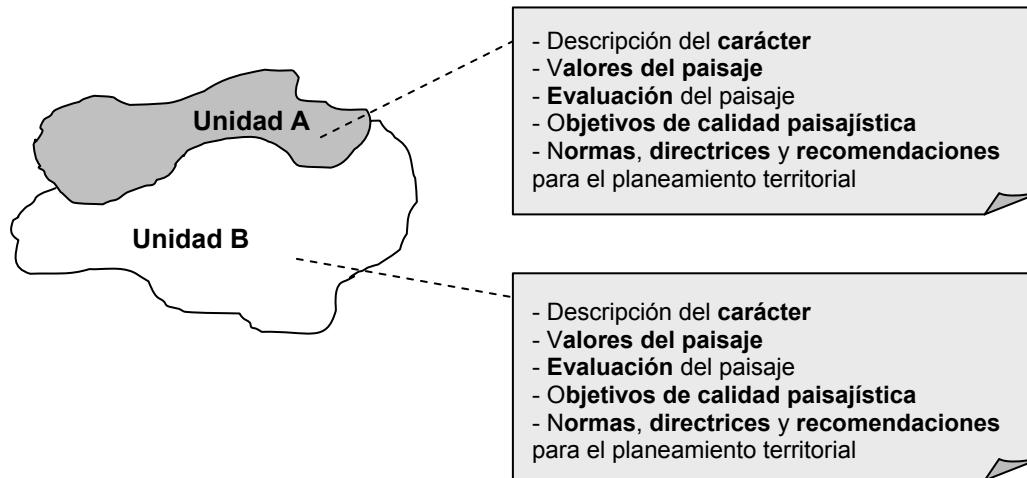 Unidad A
- Descripción del carácter
- Valores del paisaje
- Evaluación del paisaje
- Objetivos de calidad paisajística
- Normas, directrices y recomendaciones
para el planeamiento territorial
Unidad B
- Descripción del carácter
- Valores del paisaje
- Evaluación del paisaje
- Objetivos de calidad paisajística
- Normas, directrices y recomendaciones
para el planeamiento territorial